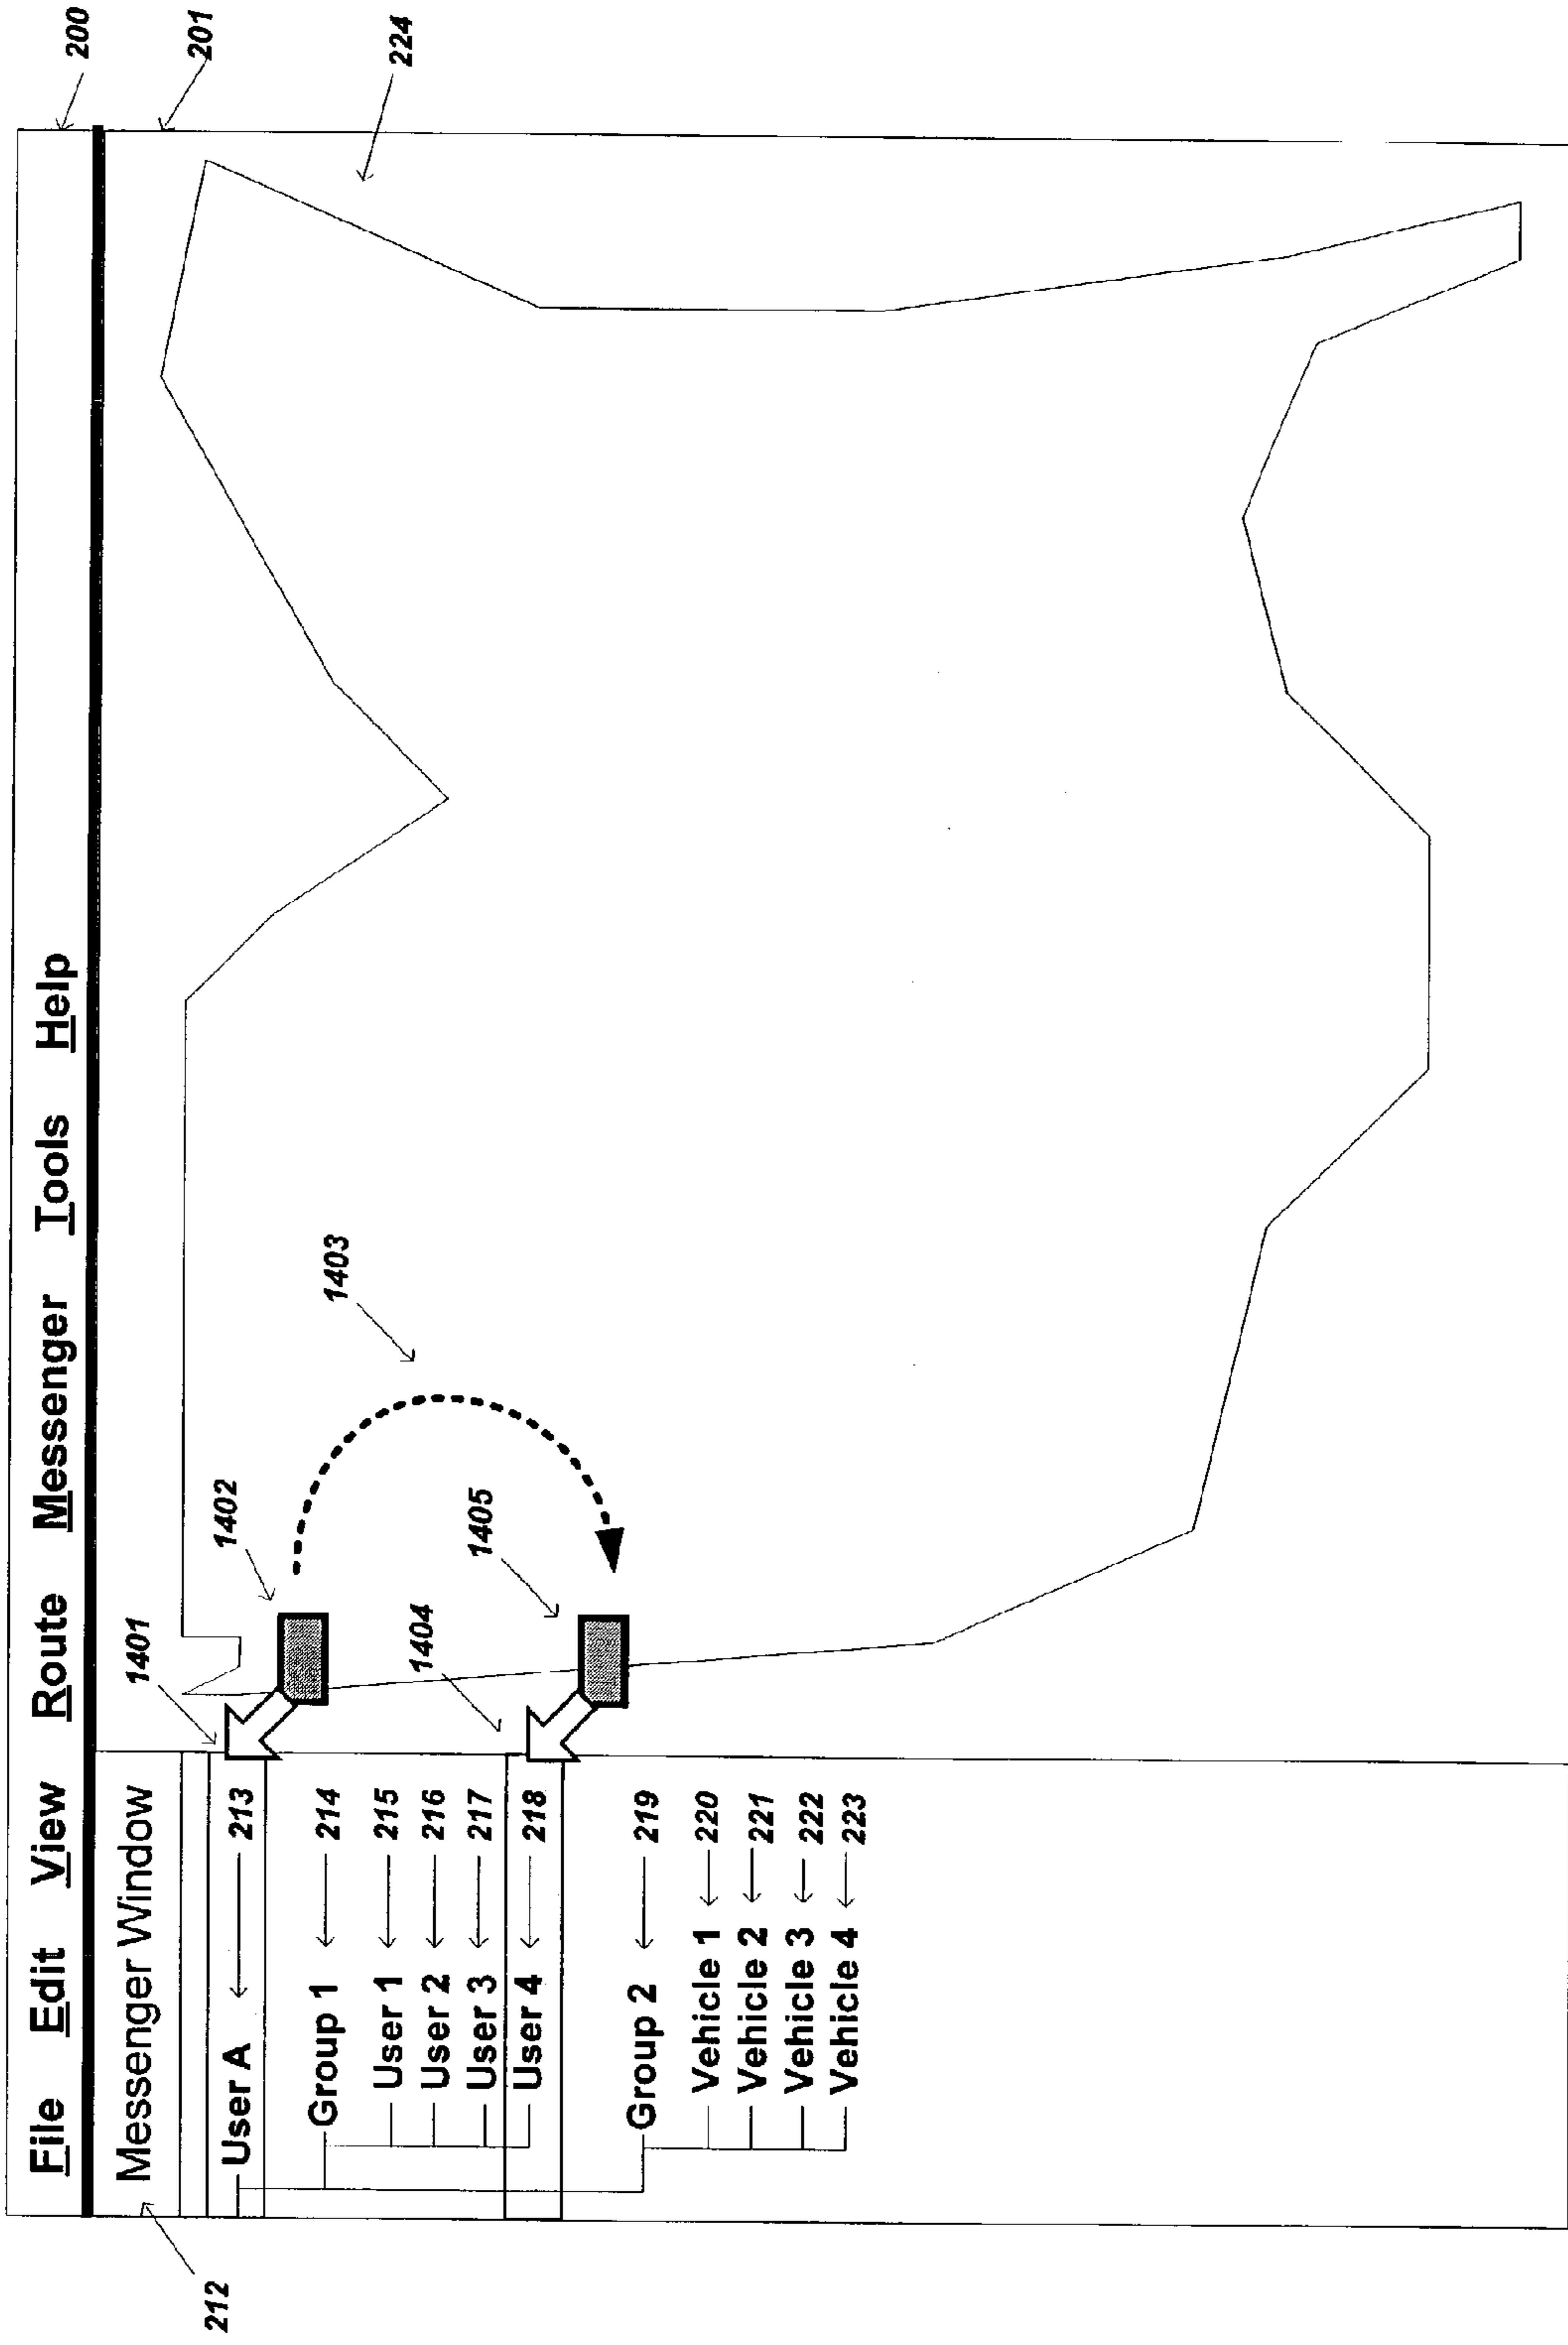 File Edit View Route Messenger Tools Help
200
201
224
Messenger Window
212
User A 213
1401
1402
Group 1 214
1403
User 1 215
User 2 216
User 3 217
User 4 218
1404
1405
Group 2 219
Vehicle 1 220
Vehicle 2 221
Vehicle 3 222
Vehicle 4 223